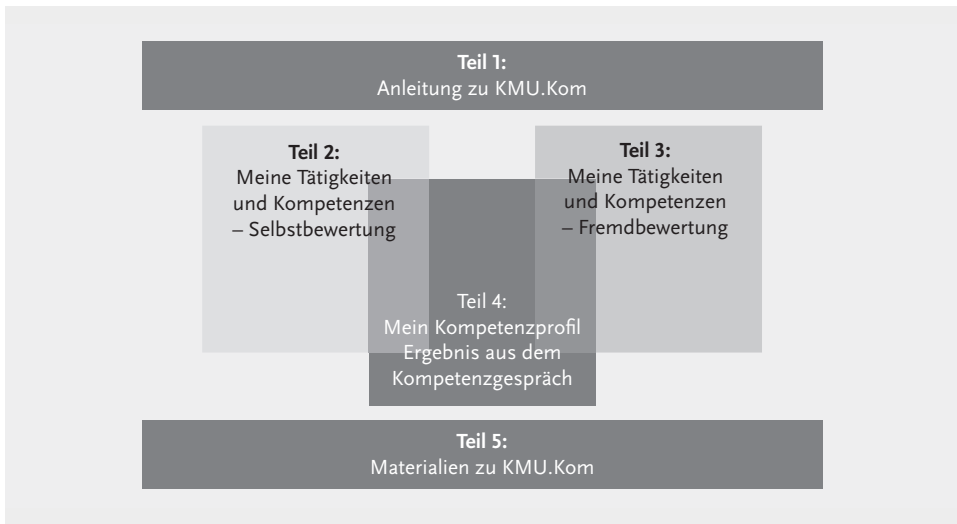 Teil 1:
Anleitung zu KMU.Kom
Teil 2:
Meine Tätigkeiten
und Kompetenzen
– Selbstbewertung
Teil 3:
Meine Tätigkeiten
und Kompetenzen
– Fremdbewertung
Teil 4:
Mein Kompetenzprofil
Ergebnis aus dem
Kompetenzgespräch
Teil 5:
Materialien zu KMU.Kom